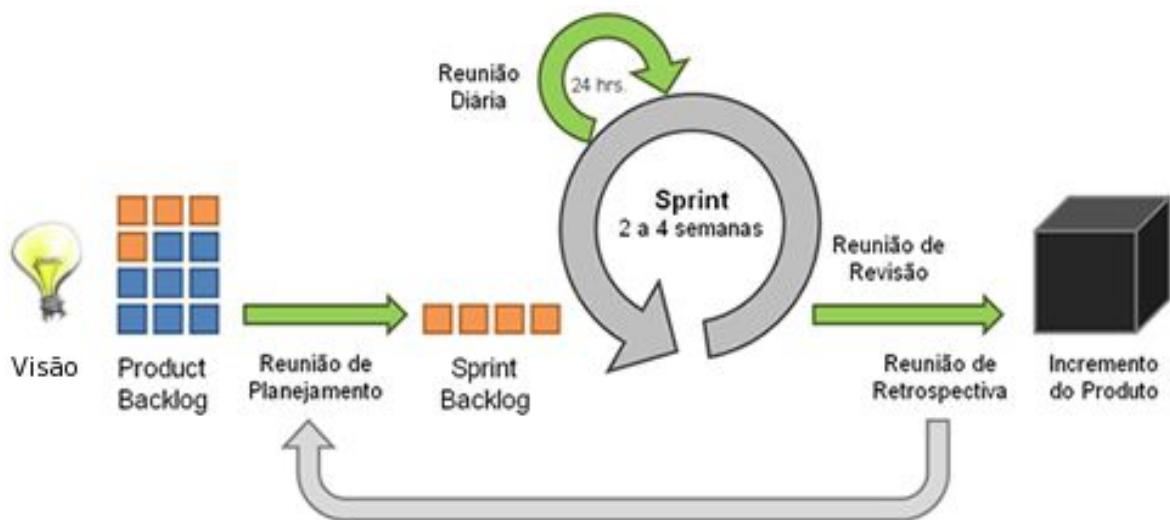 Reunião
Diária
24 hrs.
Sprint
2 a 4 semanas
Reunião de
Revisão
Visão
Product
Backlog
Reunião de
Planejamento
Sprint
Backlog
Reunião de
Retrospectiva
Incremento
do Produto